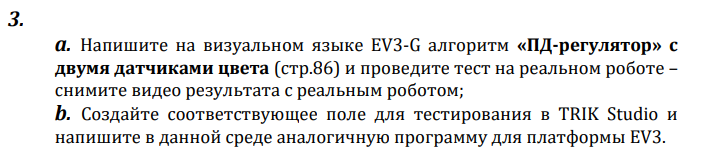 3.
a. Напишите на визуальном языке EV3-G алгоритм «ПД-регулятор» с
двумя датчиками цвета (стр.86) и проведите тест на реальном роботе –
снимите видео результата с реальным роботом;
b. Создайте соответствующее поле для тестирования в TRIK Studio и
напишите в данной среде аналогичную программу для платформы EV3.